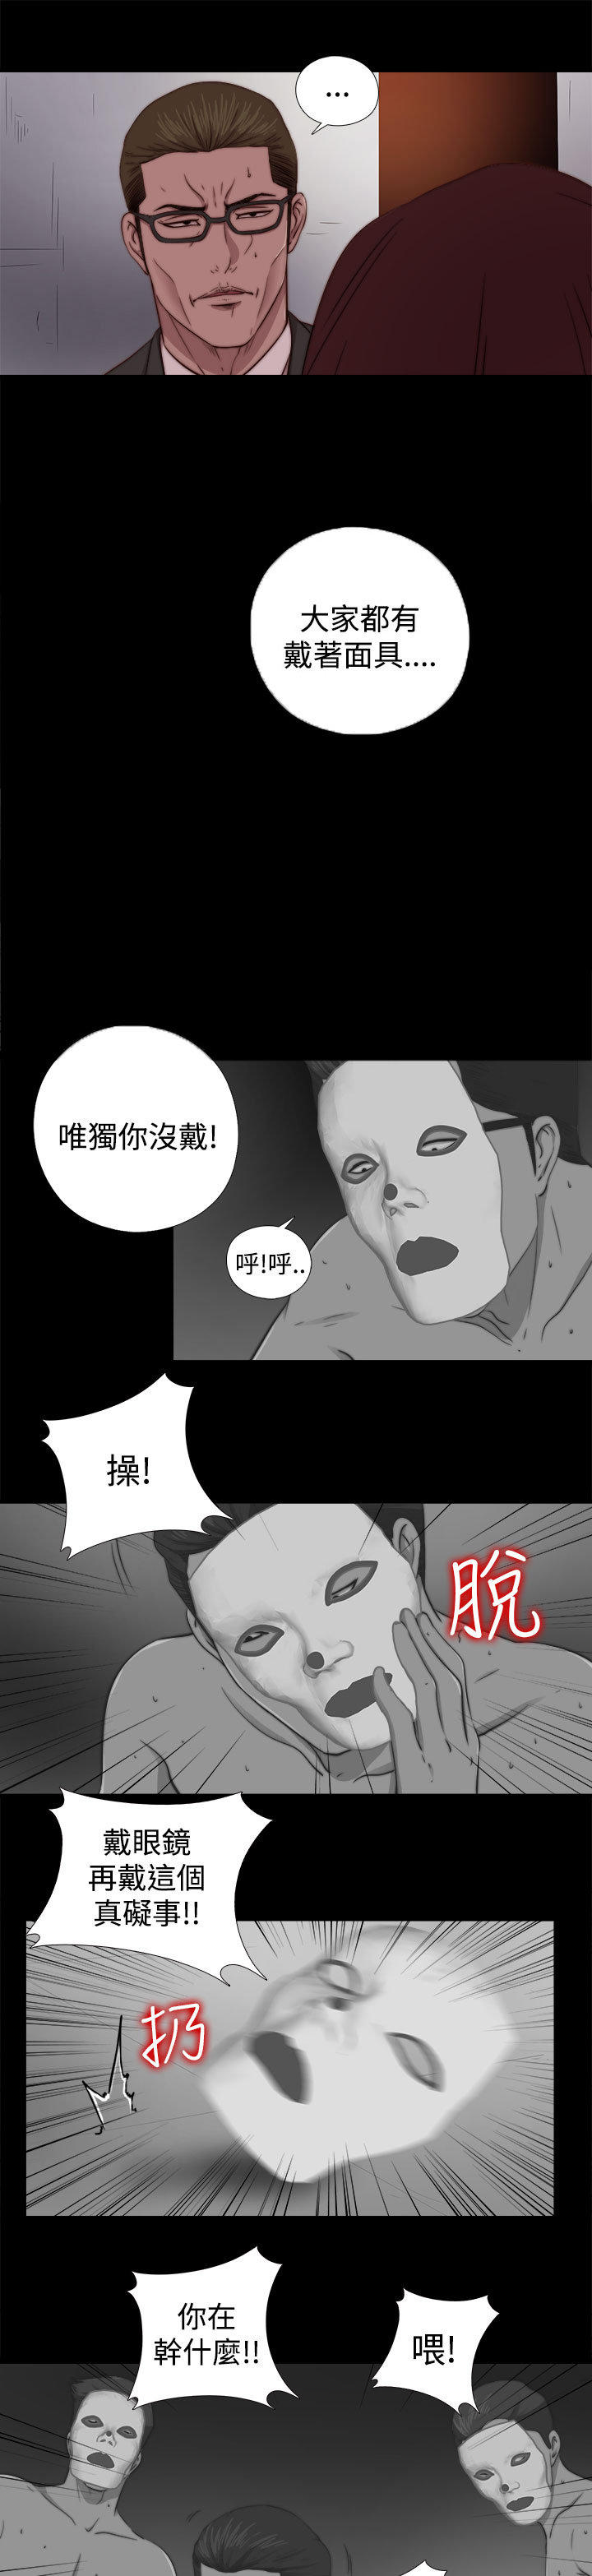 ...
大家都有
戴著面具....
唯獨你沒戴!
呼!呼..
操!
脫
戴眼鏡
再戴這個
真礙事!!
扔
你在
幹什麼!!
喂!